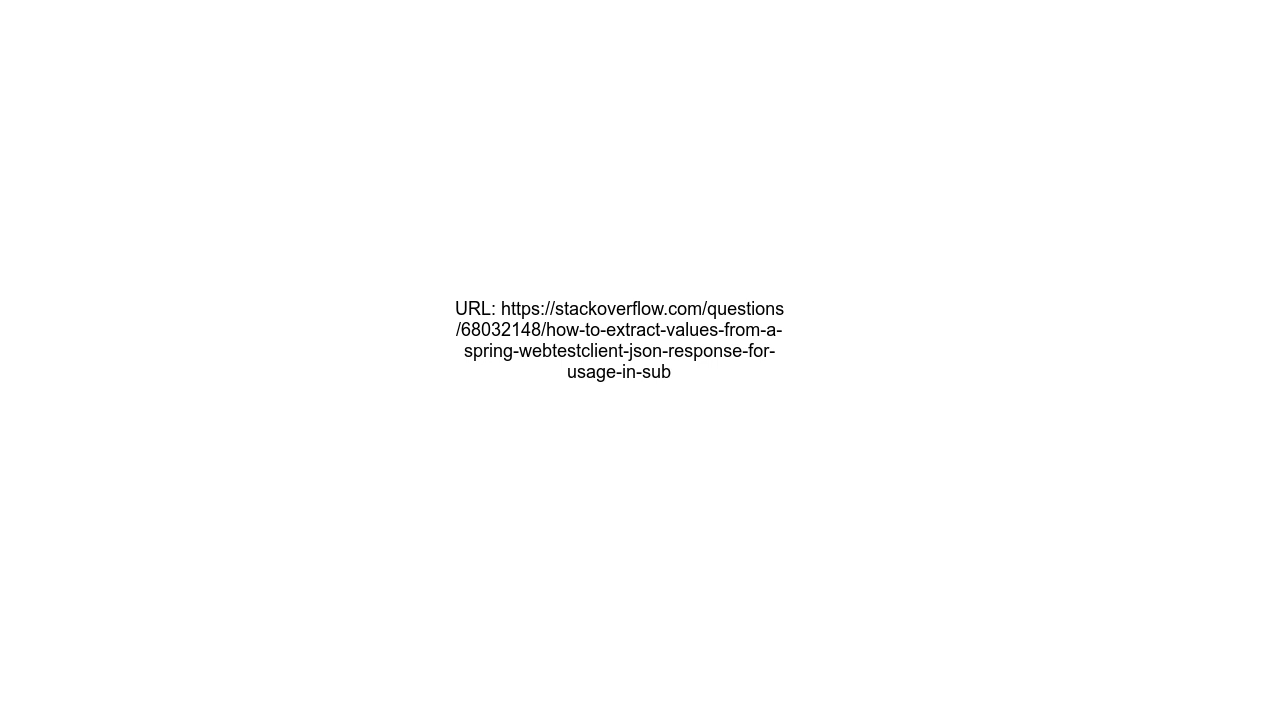 URL: https://stackoverflow.com/questions
/68032148/how-to-extract-values-from-a-
spring-webtestclient-json-response-for-
usage-in-sub